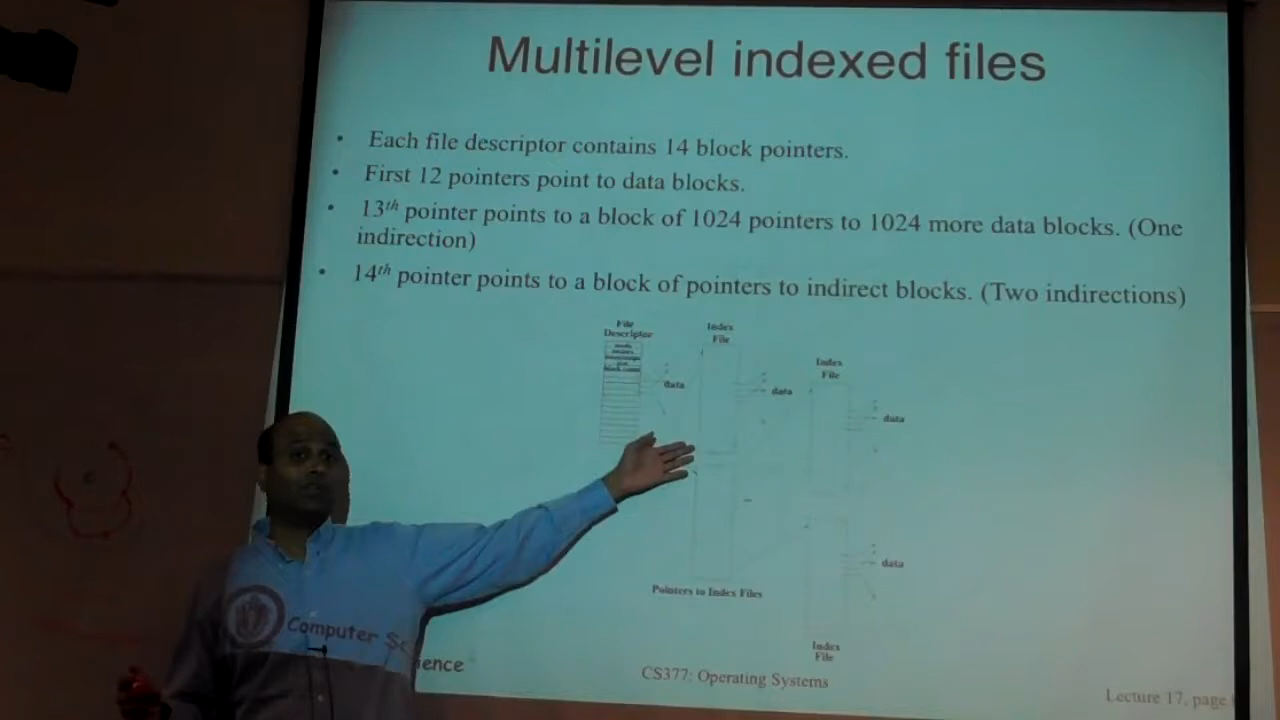 Multilevel indexed files
• Each file descriptor contains 14 block pointers.
• First 12 pointers point to data blocks.
• 13th pointer points to a block of 1024 pointers to 1024 more data blocks. (One
indirection)
• 14th pointer points to a block of pointers to indirect blocks. (Two indirections)
File
Descriptor
Index
File
Index
File
data
data
data
data
Pointers to Index Files
Index
File
Computer Science
CS377: Operating Systems
Lecture 17, page